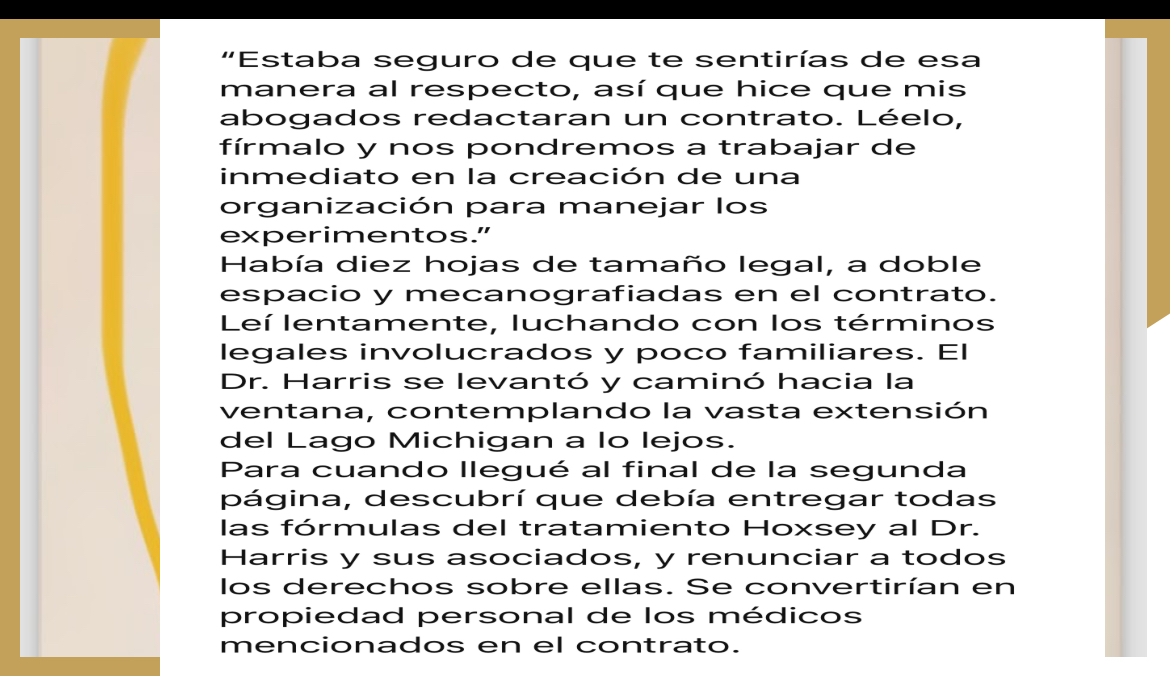 “Estaba seguro de que te sentirías de esa
manera al respecto, así que hice que mis
abogados redactaran un contrato. Léelo,
fírmalo y nos pondremos a trabajar de
inmediato en la creación de una
organización para manejar los
experimentos.”
Había diez hojas de tamaño legal, a doble
espacio y mecanografiadas en el contrato.
Leí lentamente, luchando con los términos
legales involucrados y poco familiares. El
Dr. Harris se levantó y caminó hacia la
ventana, contemplando la vasta extensión
del Lago Michigan a lo lejos.
Para cuando llegué al final de la segunda
página, descubrí que debía entregar todas
las fórmulas del tratamiento Hoxsey al Dr.
Harris y sus asociados, y renunciar a todos
los derechos sobre ellas. Se convertirían en
propiedad personal de los médicos
mencionados en el contrato.